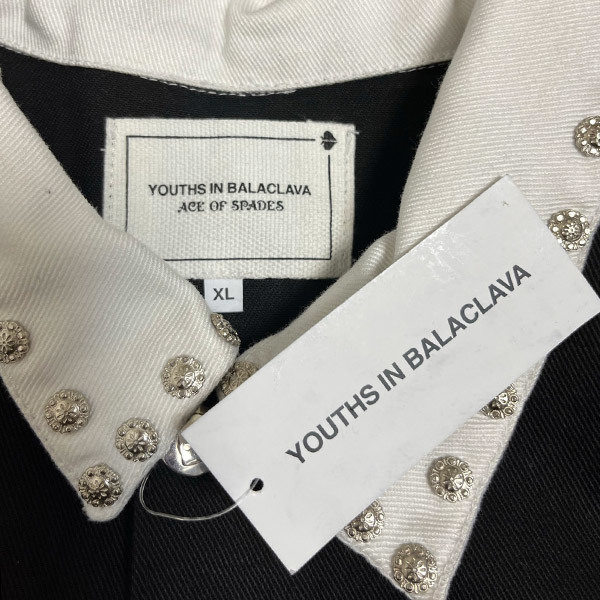 YOUTHS IN BALACLAVA
ACE OF SPADES
XL
YOUTHS IN BALACLAVA